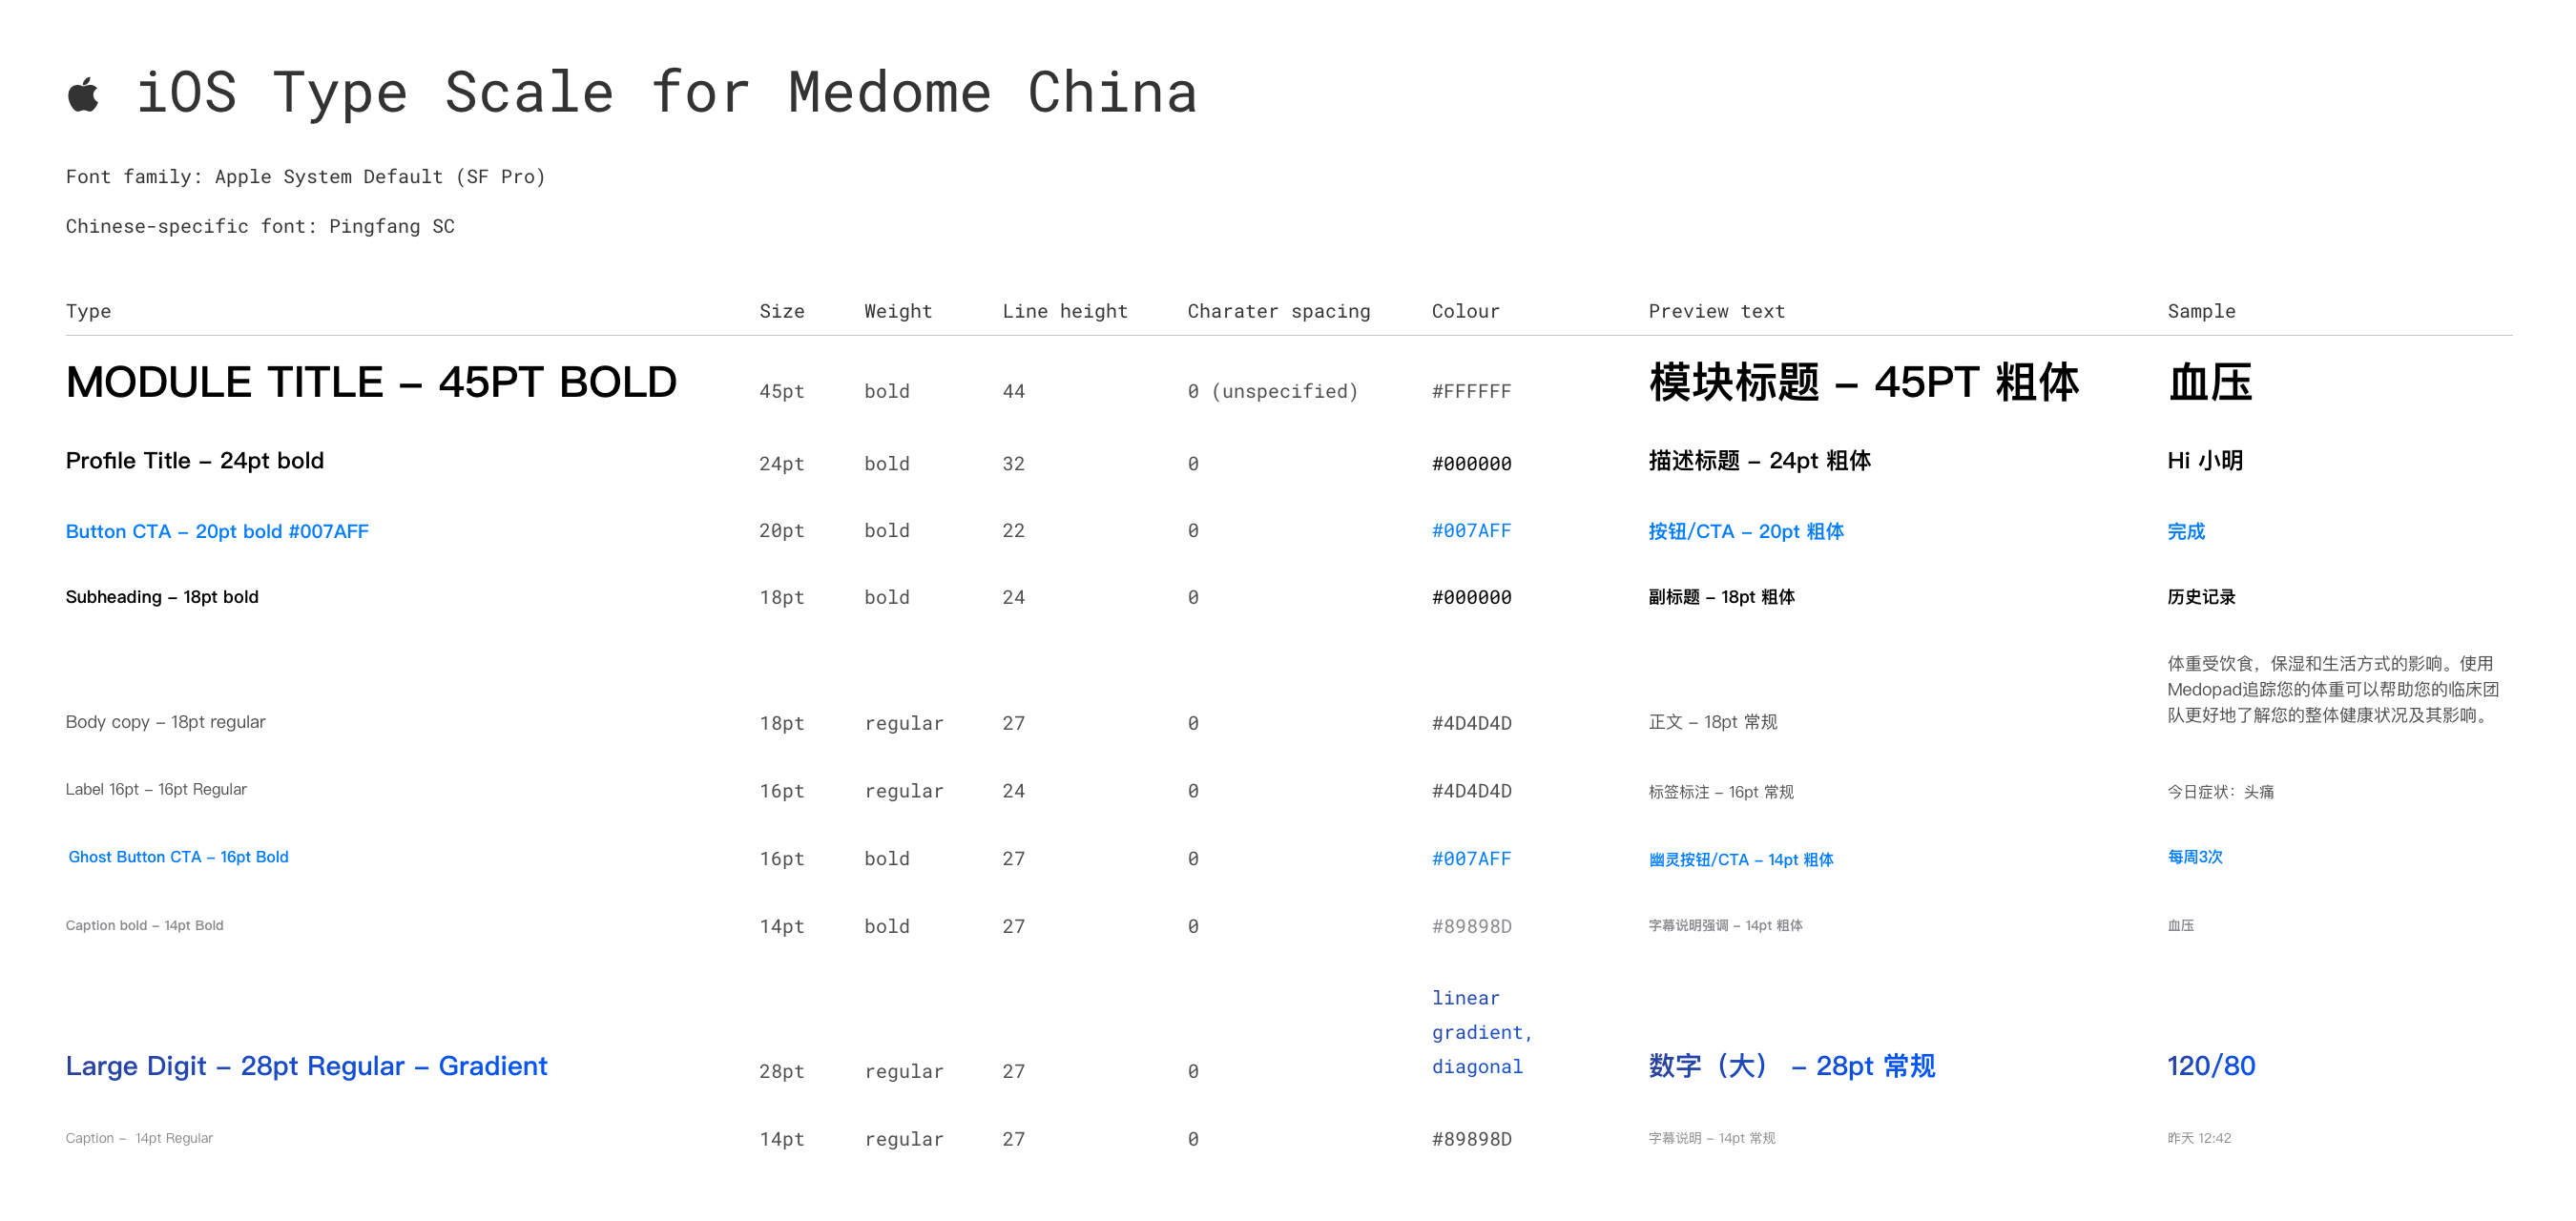 iOS Type Scale for Medome China
Font family: Apple System Default (SF Pro)
Chinese-specific font: Pingfang SC
Type Size Weight Line height Charater spacing Colour Preview text Sample
MODULE TITLE – 45PT BOLD 45pt bold 44 0 (unspecified) #FFFFFF 模块标题 – 45PT 粗体 血压
Profile Title – 24pt bold 24pt bold 32 0 #000000 描述标题 – 24pt 粗体 Hi 小明
Button CTA – 20pt bold #007AFF 20pt bold 22 0 #007AFF 按钮/CTA – 20pt 粗体 完成
Subheading – 18pt bold 18pt bold 24 0 #000000 副标题 – 18pt 粗体 历史记录
体重受饮食，保湿和生活方式的影响。使用
Medopad追踪您的体重可以帮助您的临床团
队更好地了解您的整体健康状况及其影响。
Body copy – 18pt regular 18pt regular 27 0 #4D4D4D 正文 – 18pt 常规
Label 16pt – 16pt Regular 16pt regular 24 0 #4D4D4D 标签标注 – 16pt 常规 今日症状：头痛
Ghost Button CTA – 16pt Bold 16pt bold 27 0 #007AFF 幽灵按钮/CTA – 14pt 粗体 每周3次
Caption bold – 14pt Bold 14pt bold 27 0 #89898D 字幕说明强调 – 14pt 粗体 血压
linear
gradient,
diagonal
Large Digit – 28pt Regular – Gradient 28pt regular 27 0 数字（大） – 28pt 常规 120/80
Caption – 14pt Regular 14pt regular 27 0 #89898D 字幕说明 – 14pt 常规 昨天 12:42